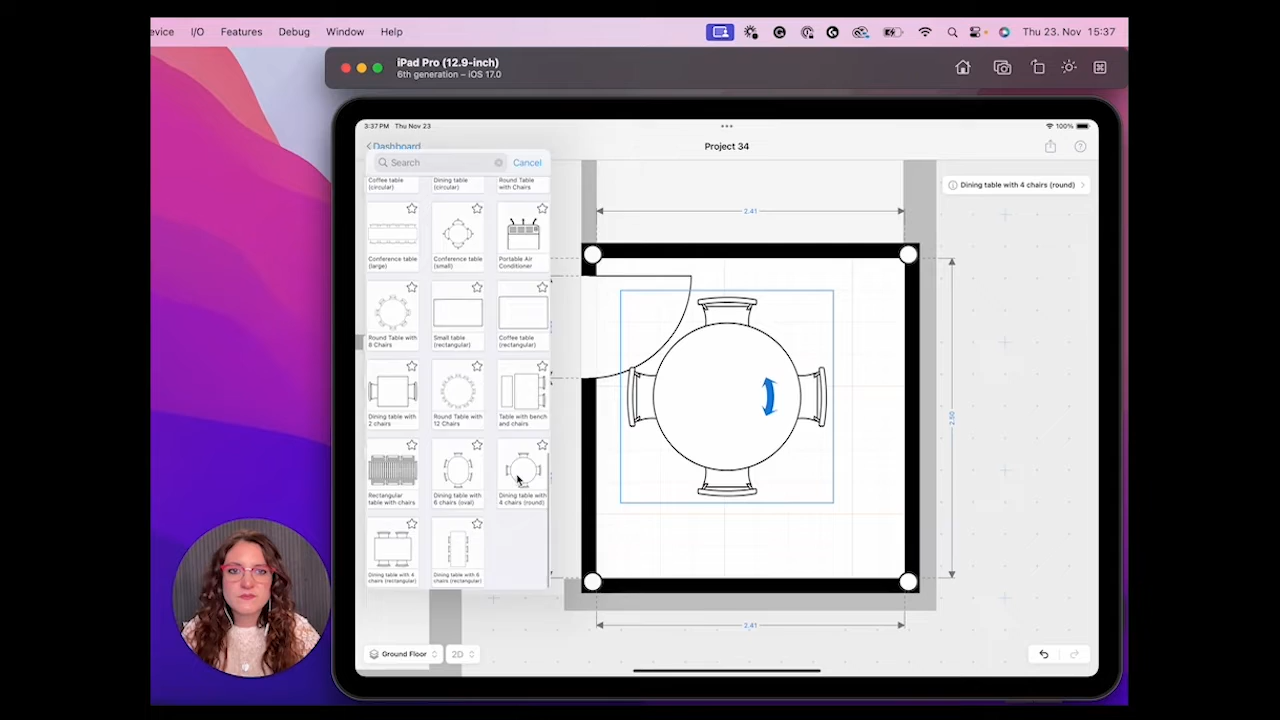 evice I/O Features Debug Window Help
Thu 23. Nov 15:37
iPad Pro (12.9-inch)
6th generation – iOS 17.0
3:37 PM Thu Nov 23
100%
Dashboard
Project 34
Search
Cancel
Coffee table
(circular)
Dining table
(circular)
Round Table
with Chairs
Conference table
(large)
Conference table
(small)
Portable Air
Conditioner
Round Table with
8 Chairs
Small table
(rectangular)
Coffee table
(rectangular)
Dining table with
2 chairs
Round Table with
12 Chairs
Table with bench
and chairs
Rectangular
table with chairs
Dining table with
6 chairs (oval)
Dining table with
4 chairs (round)
Dining table with 4
chairs (rectangular)
Dining table with 6
chairs (rectangular)
Dining table with 4 chairs (round)
2.41
2.50
2.41
Ground Floor
2D